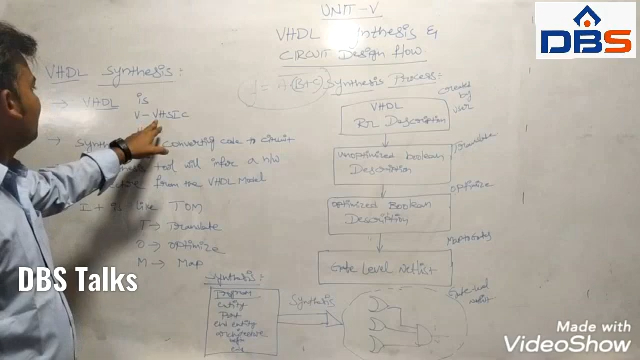 UNIT-V
VHDL Synthesis &
CIRCUIT Design flow
DBS
VHDL Synthesis:
→ VHDL is
V-VHSIC
→ Converting code to circuit
tool will infer a n/w
from the VHDL Model
→ It is like TOM
T → Translate
O → optimize
M → Map
Synthesis Process:
created by user
VHDL
RTL Description
Translate
unoptimized boolean
Description
optimize
optimized Boolean
Description
Gate Level Netlist
Synthesis:
entity
Port
end entity
architecture
end
Synthesis
Gate level
netlist
DBS Talks
Made with
VideoShow